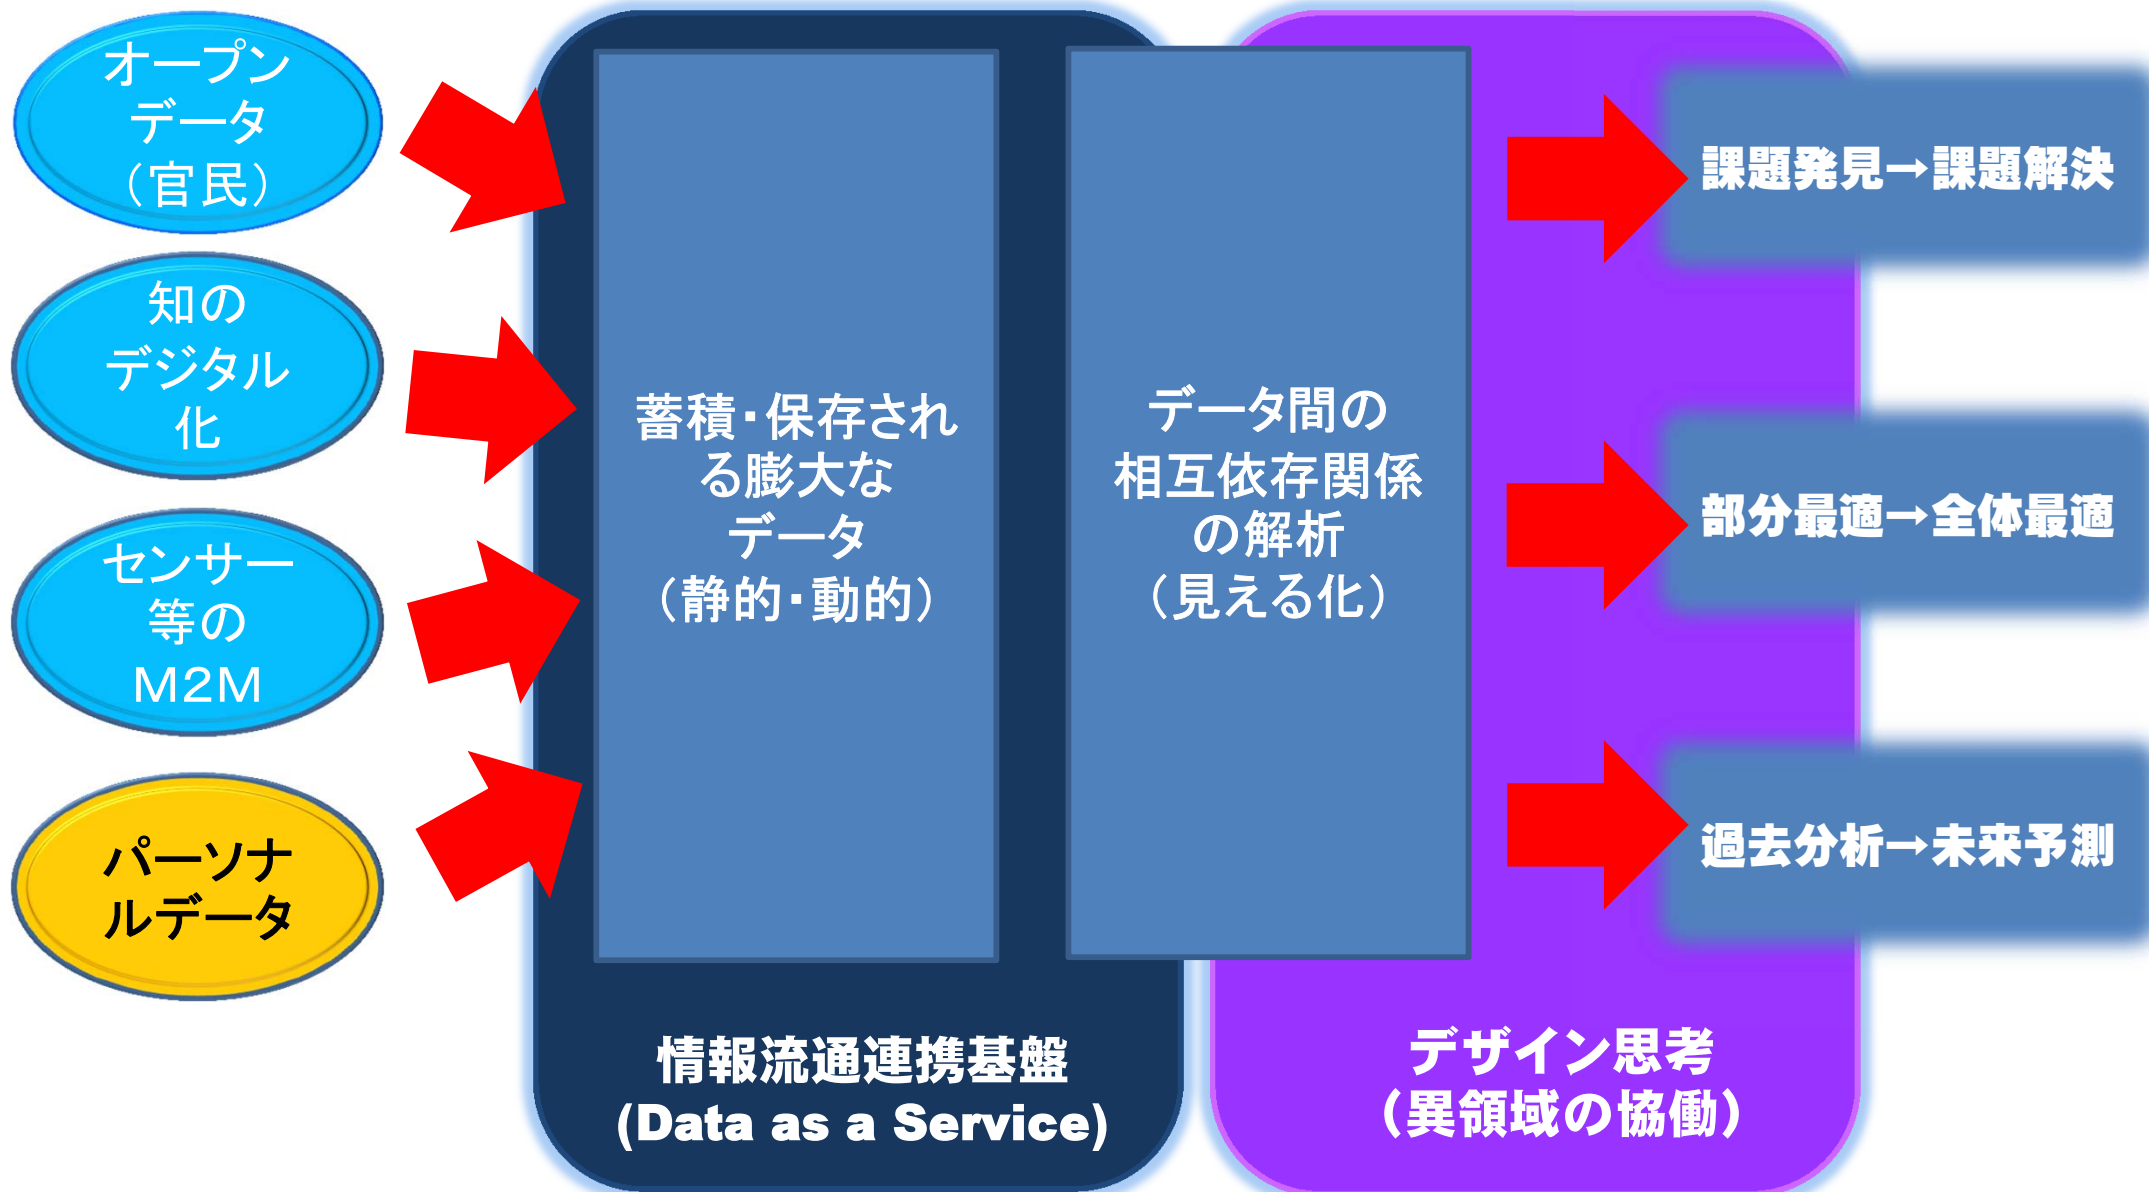 オープン
データ
（官民）
知の
デジタル
化
センサー
等の
Ｍ２Ｍ
パーソナ
ルデータ
蓄積・保存され
る膨大な
データ
（静的・動的）
データ間の
相互依存関係
の解析
（見える化）
課題発見→課題解決
部分最適→全体最適
過去分析→未来予測
情報流通連携基盤
(Data as a Service)
デザイン思考
（異領域の協働）